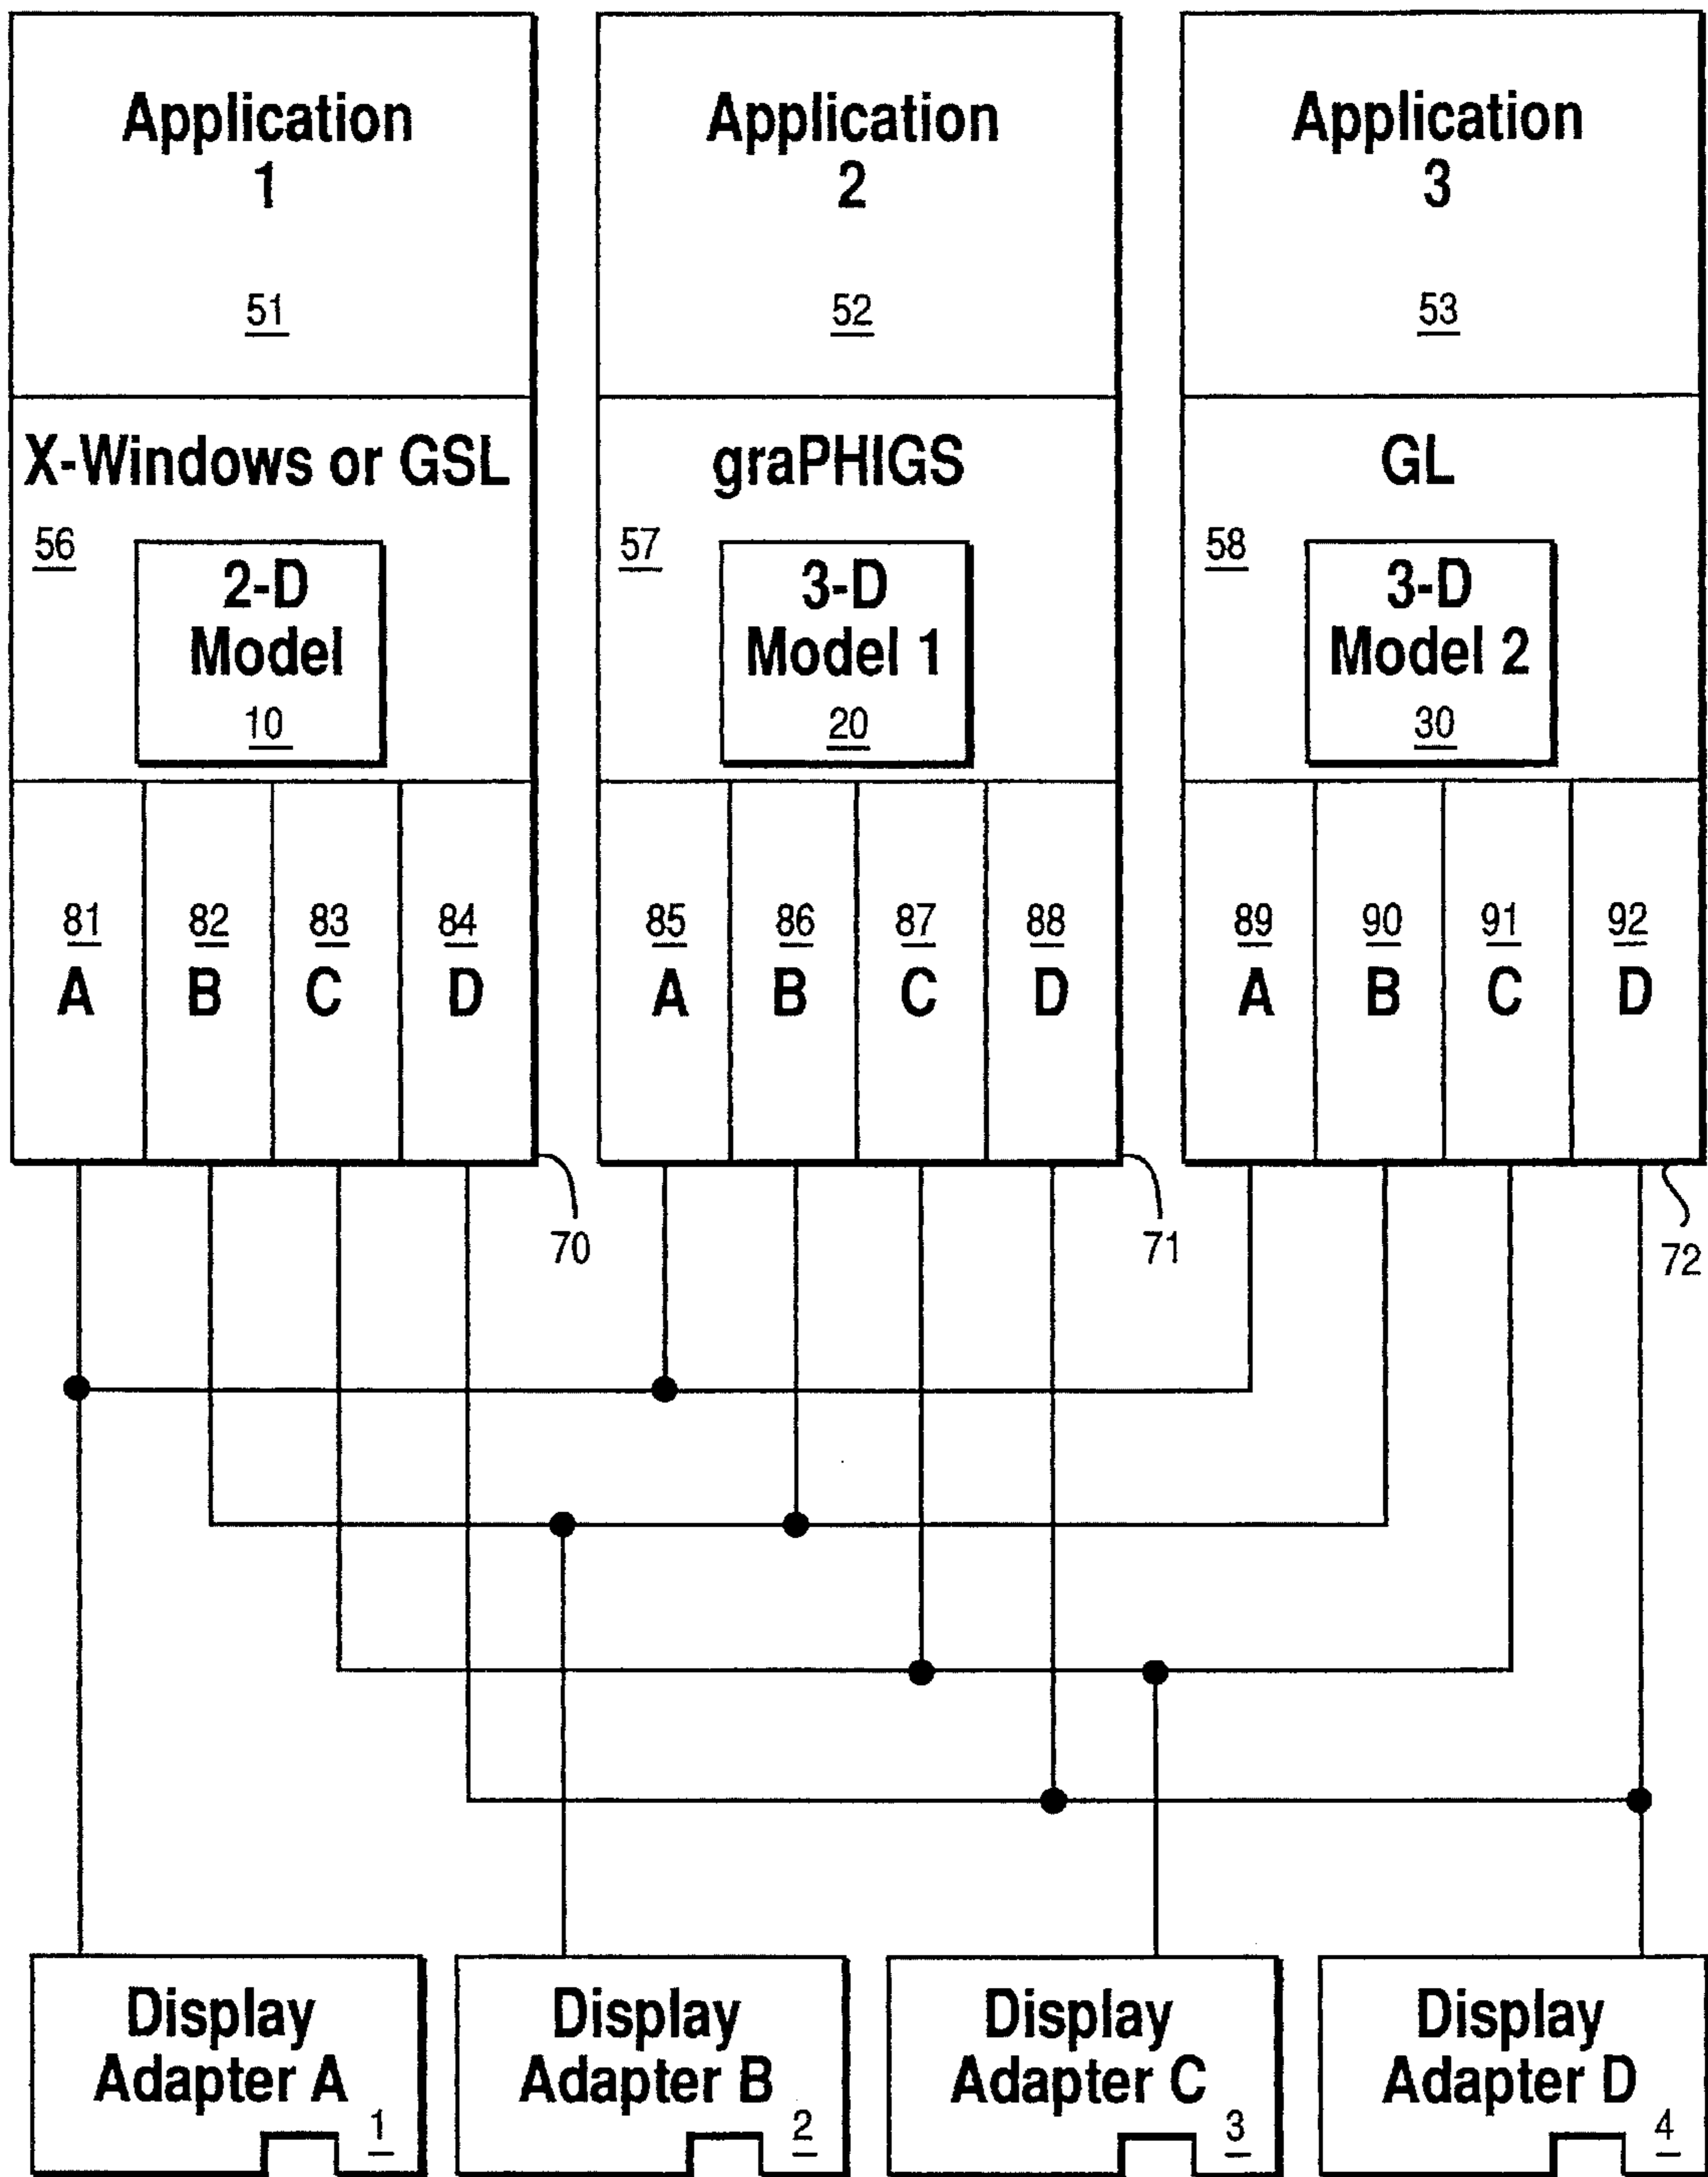 Application
1
51
Application
2
52
Application
3
53
X-Windows or GSL
56
2-D
Model
10
graPHIGS
57
3-D
Model 1
20
GL
58
3-D
Model 2
30
81
A
82
B
83
C
84
D
85
A
86
B
87
C
88
D
89
A
90
B
91
C
92
D
70
71
72
Display
Adapter A
1
Display
Adapter B
2
Display
Adapter C
3
Display
Adapter D
4